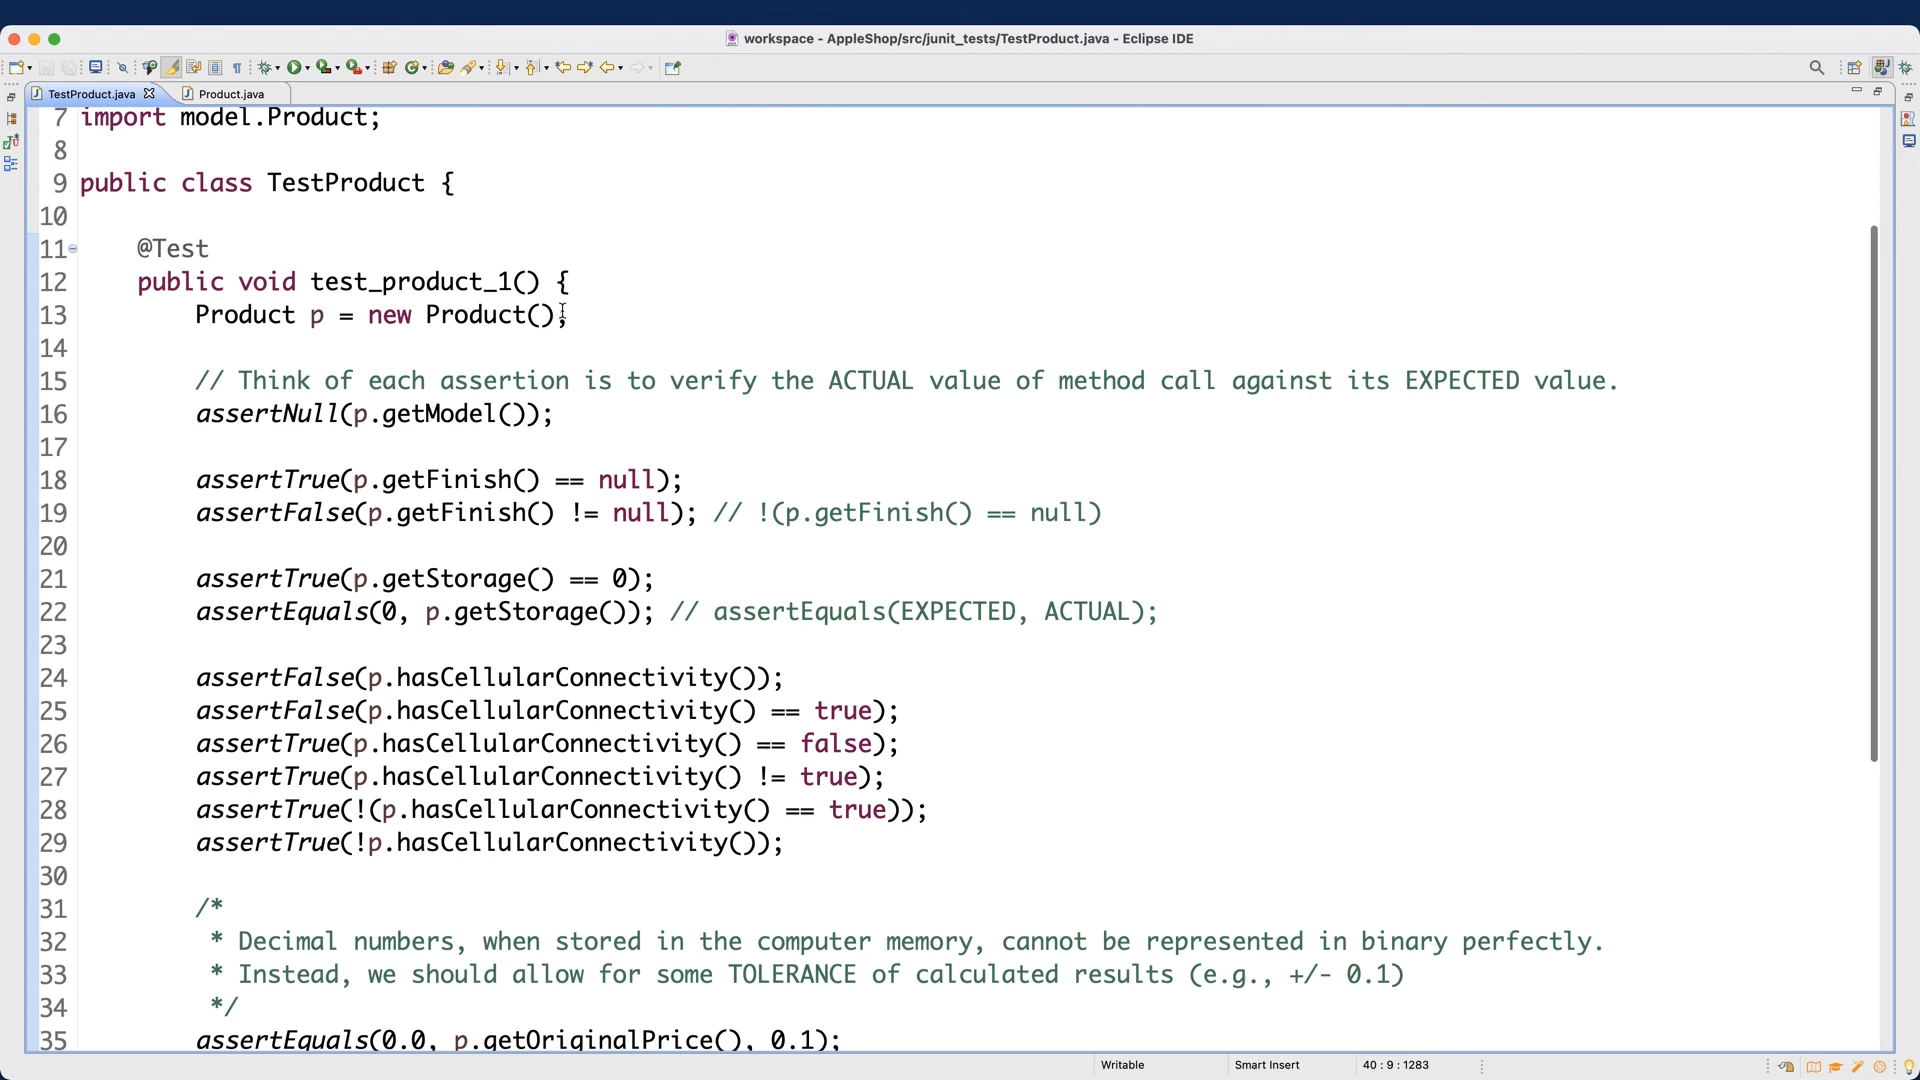 workspace - AppleShop/src/junit_tests/TestProduct.java - Eclipse IDE
TestProduct.java
Product.java
7 import model.Product;
8
9 public class TestProduct {
10
11 @Test
12 public void test_product_1() {
13 Product p = new Product();
14
15 // Think of each assertion is to verify the ACTUAL value of method call against its EXPECTED value.
16 assertNull(p.getModel());
17
18 assertTrue(p.getFinish() == null);
19 assertFalse(p.getFinish() != null); // !(p.getFinish() == null)
20
21 assertTrue(p.getStorage() == 0);
22 assertEquals(0, p.getStorage()); // assertEquals(EXPECTED, ACTUAL);
23
24 assertFalse(p.hasCellularConnectivity());
25 assertFalse(p.hasCellularConnectivity() == true);
26 assertTrue(p.hasCellularConnectivity() == false);
27 assertTrue(p.hasCellularConnectivity() != true);
28 assertTrue(!(p.hasCellularConnectivity() == true));
29 assertTrue(!p.hasCellularConnectivity());
30
31 /*
32 * Decimal numbers, when stored in the computer memory, cannot be represented in binary perfectly.
33 * Instead, we should allow for some TOLERANCE of calculated results (e.g., +/- 0.1)
34 */
35 assertEquals(0.0, p.getOriginalPrice(), 0.1);
Writable
Smart Insert
40 : 9 : 1283